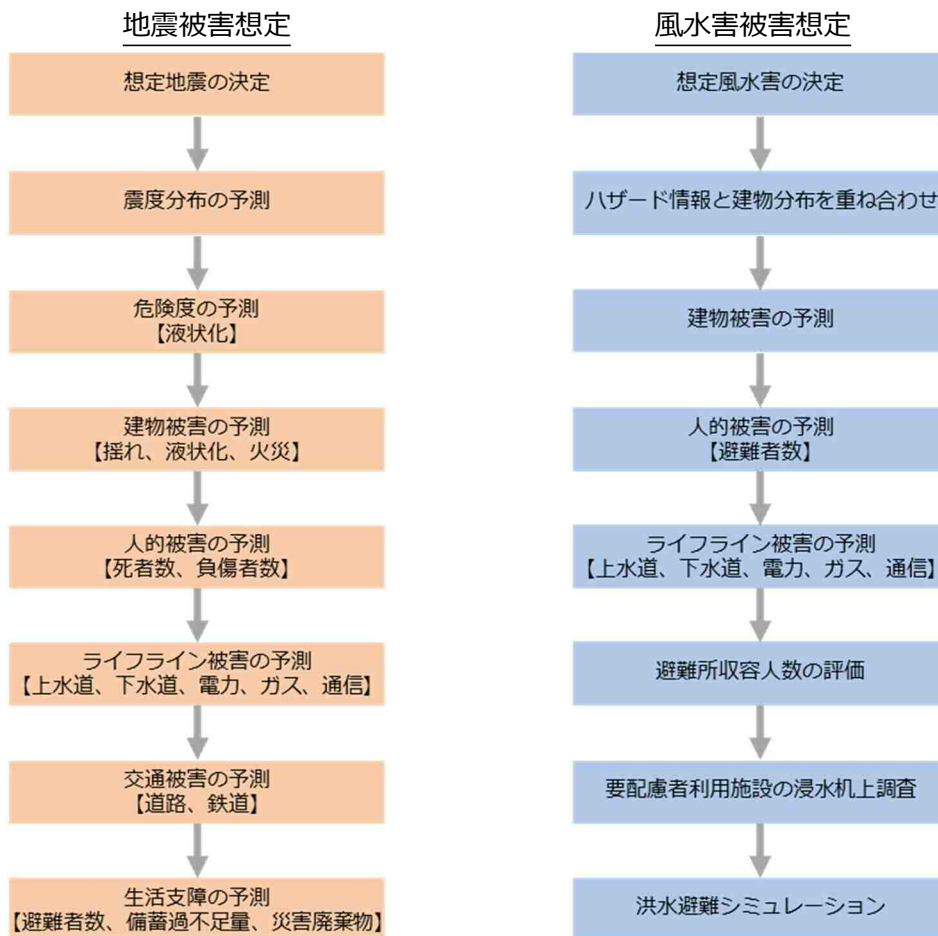 地震被害想定
想定地震の決定
震度分布の予測
危険度の予測
【液状化】
建物被害の予測
【揺れ、液状化、火災】
人的被害の予測
【死者数、負傷者数】
ライフライン被害の予測
【上水道、下水道、電力、ガス、通信】
交通被害の予測
【道路、鉄道】
生活支障の予測
【避難者数、備蓄過不足量、災害廃棄物】
風水害被害想定
想定風水害の決定
ハザード情報と建物分布を重ね合わせ
建物被害の予測
人的被害の予測
【避難者数】
ライフライン被害の予測
【上水道、下水道、電力、ガス、通信】
避難所収容人数の評価
要配慮者利用施設の浸水机上調査
洪水避難シミュレーション